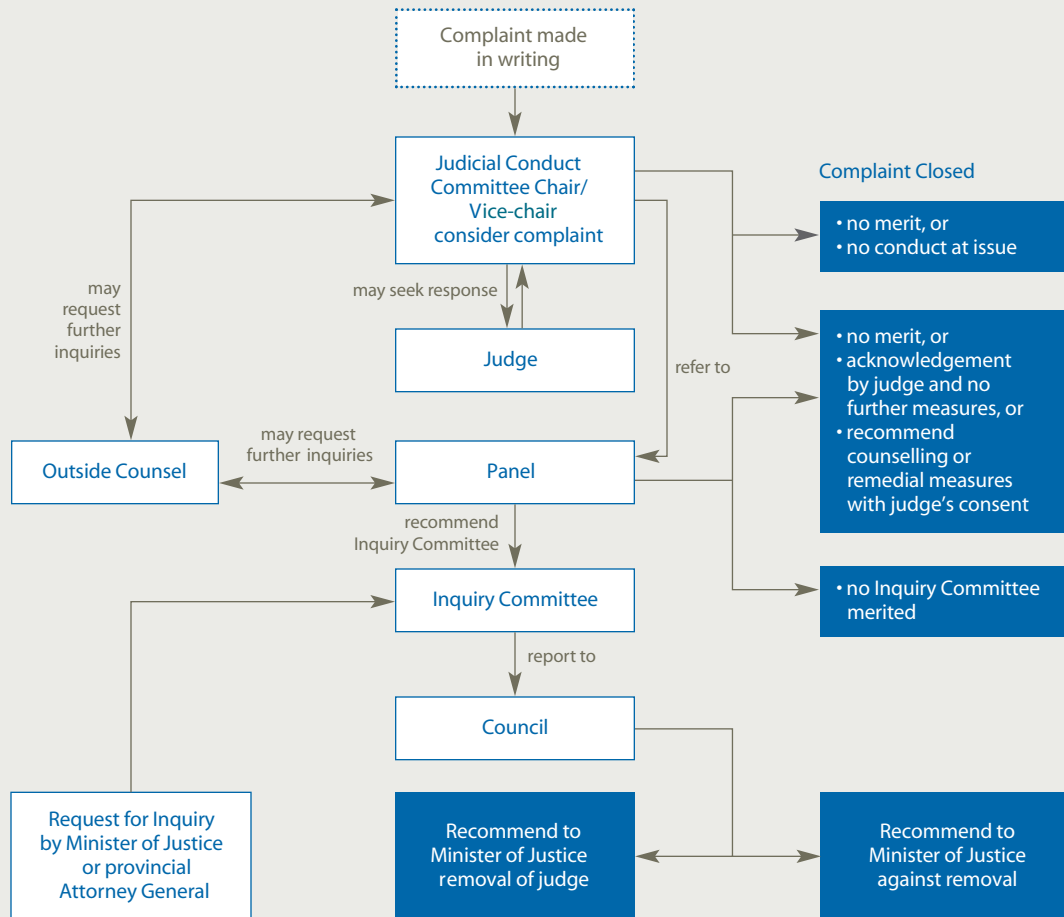 Complaint made
in writing
Judicial Conduct
Committee Chair/
Vice-chair
consider complaint
Complaint Closed
• no merit, or
• no conduct at issue
may
request
further
inquiries
may seek response
Judge
refer to
• no merit, or
• acknowledgement
by judge and no
further measures, or
• recommend
counselling or
remedial measures
with judge’s consent
Outside Counsel
may request
further inquiries
Panel
recommend
Inquiry Committee
Inquiry Committee
• no Inquiry Committee
merited
report to
Council
Request for Inquiry
by Minister of Justice
or provincial
Attorney General
Recommend to
Minister of Justice
removal of judge
Recommend to
Minister of Justice
against removal